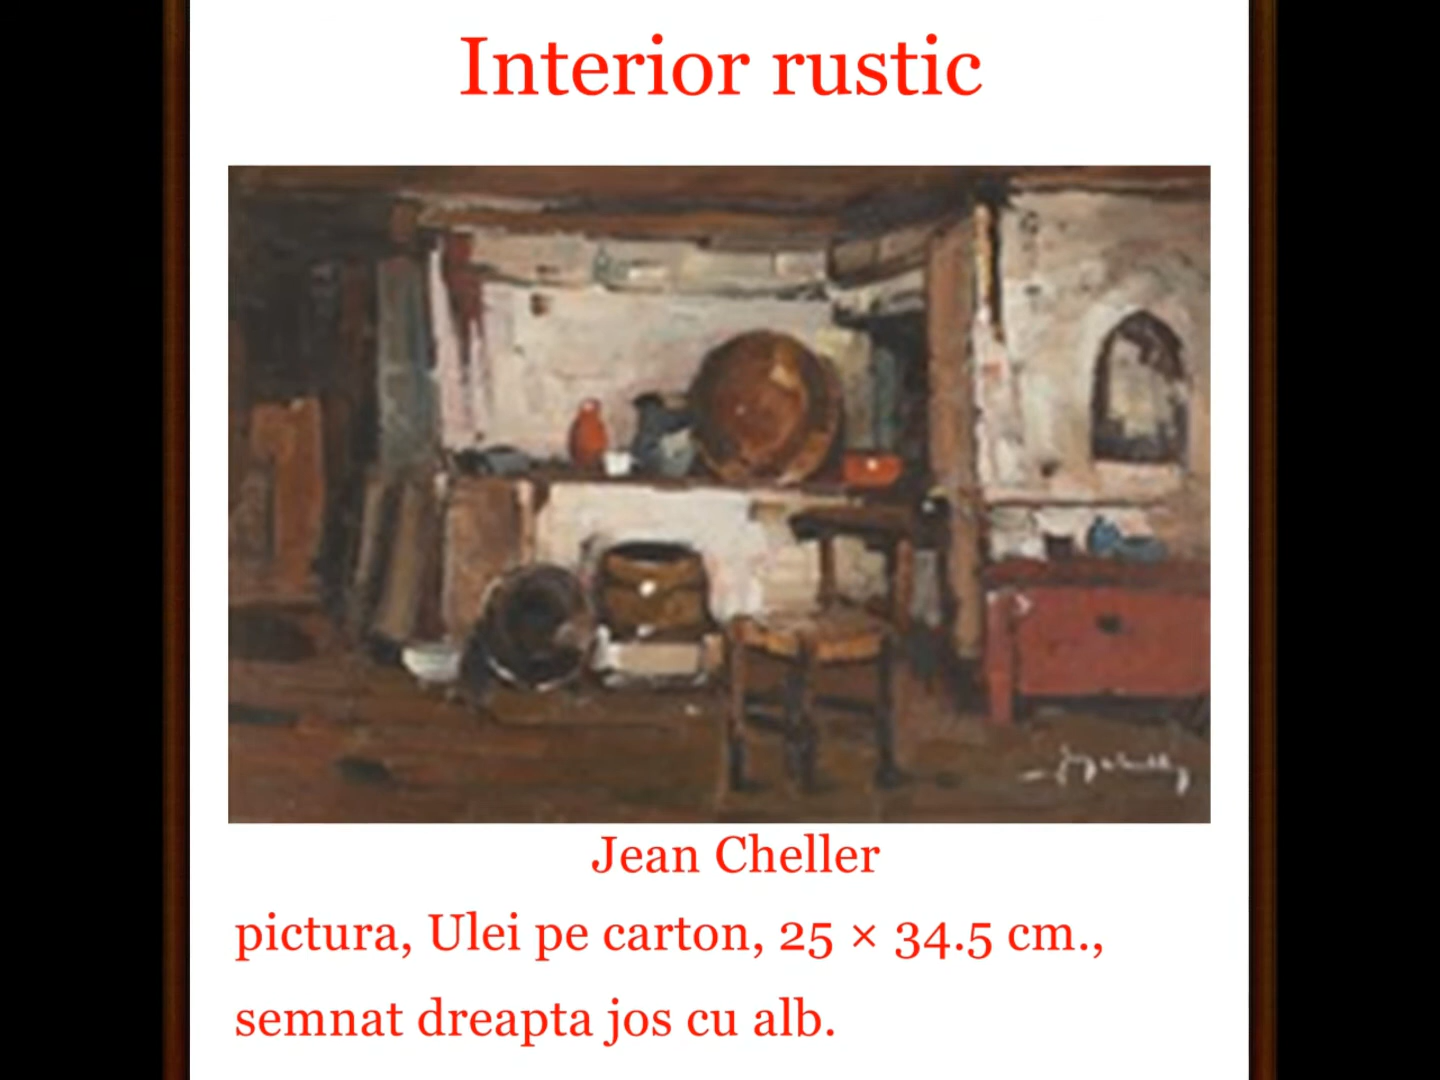 Interior rustic
Jean Cheller
pictura, Ulei pe carton, 25 × 34.5 cm.,
semnat dreapta jos cu alb.